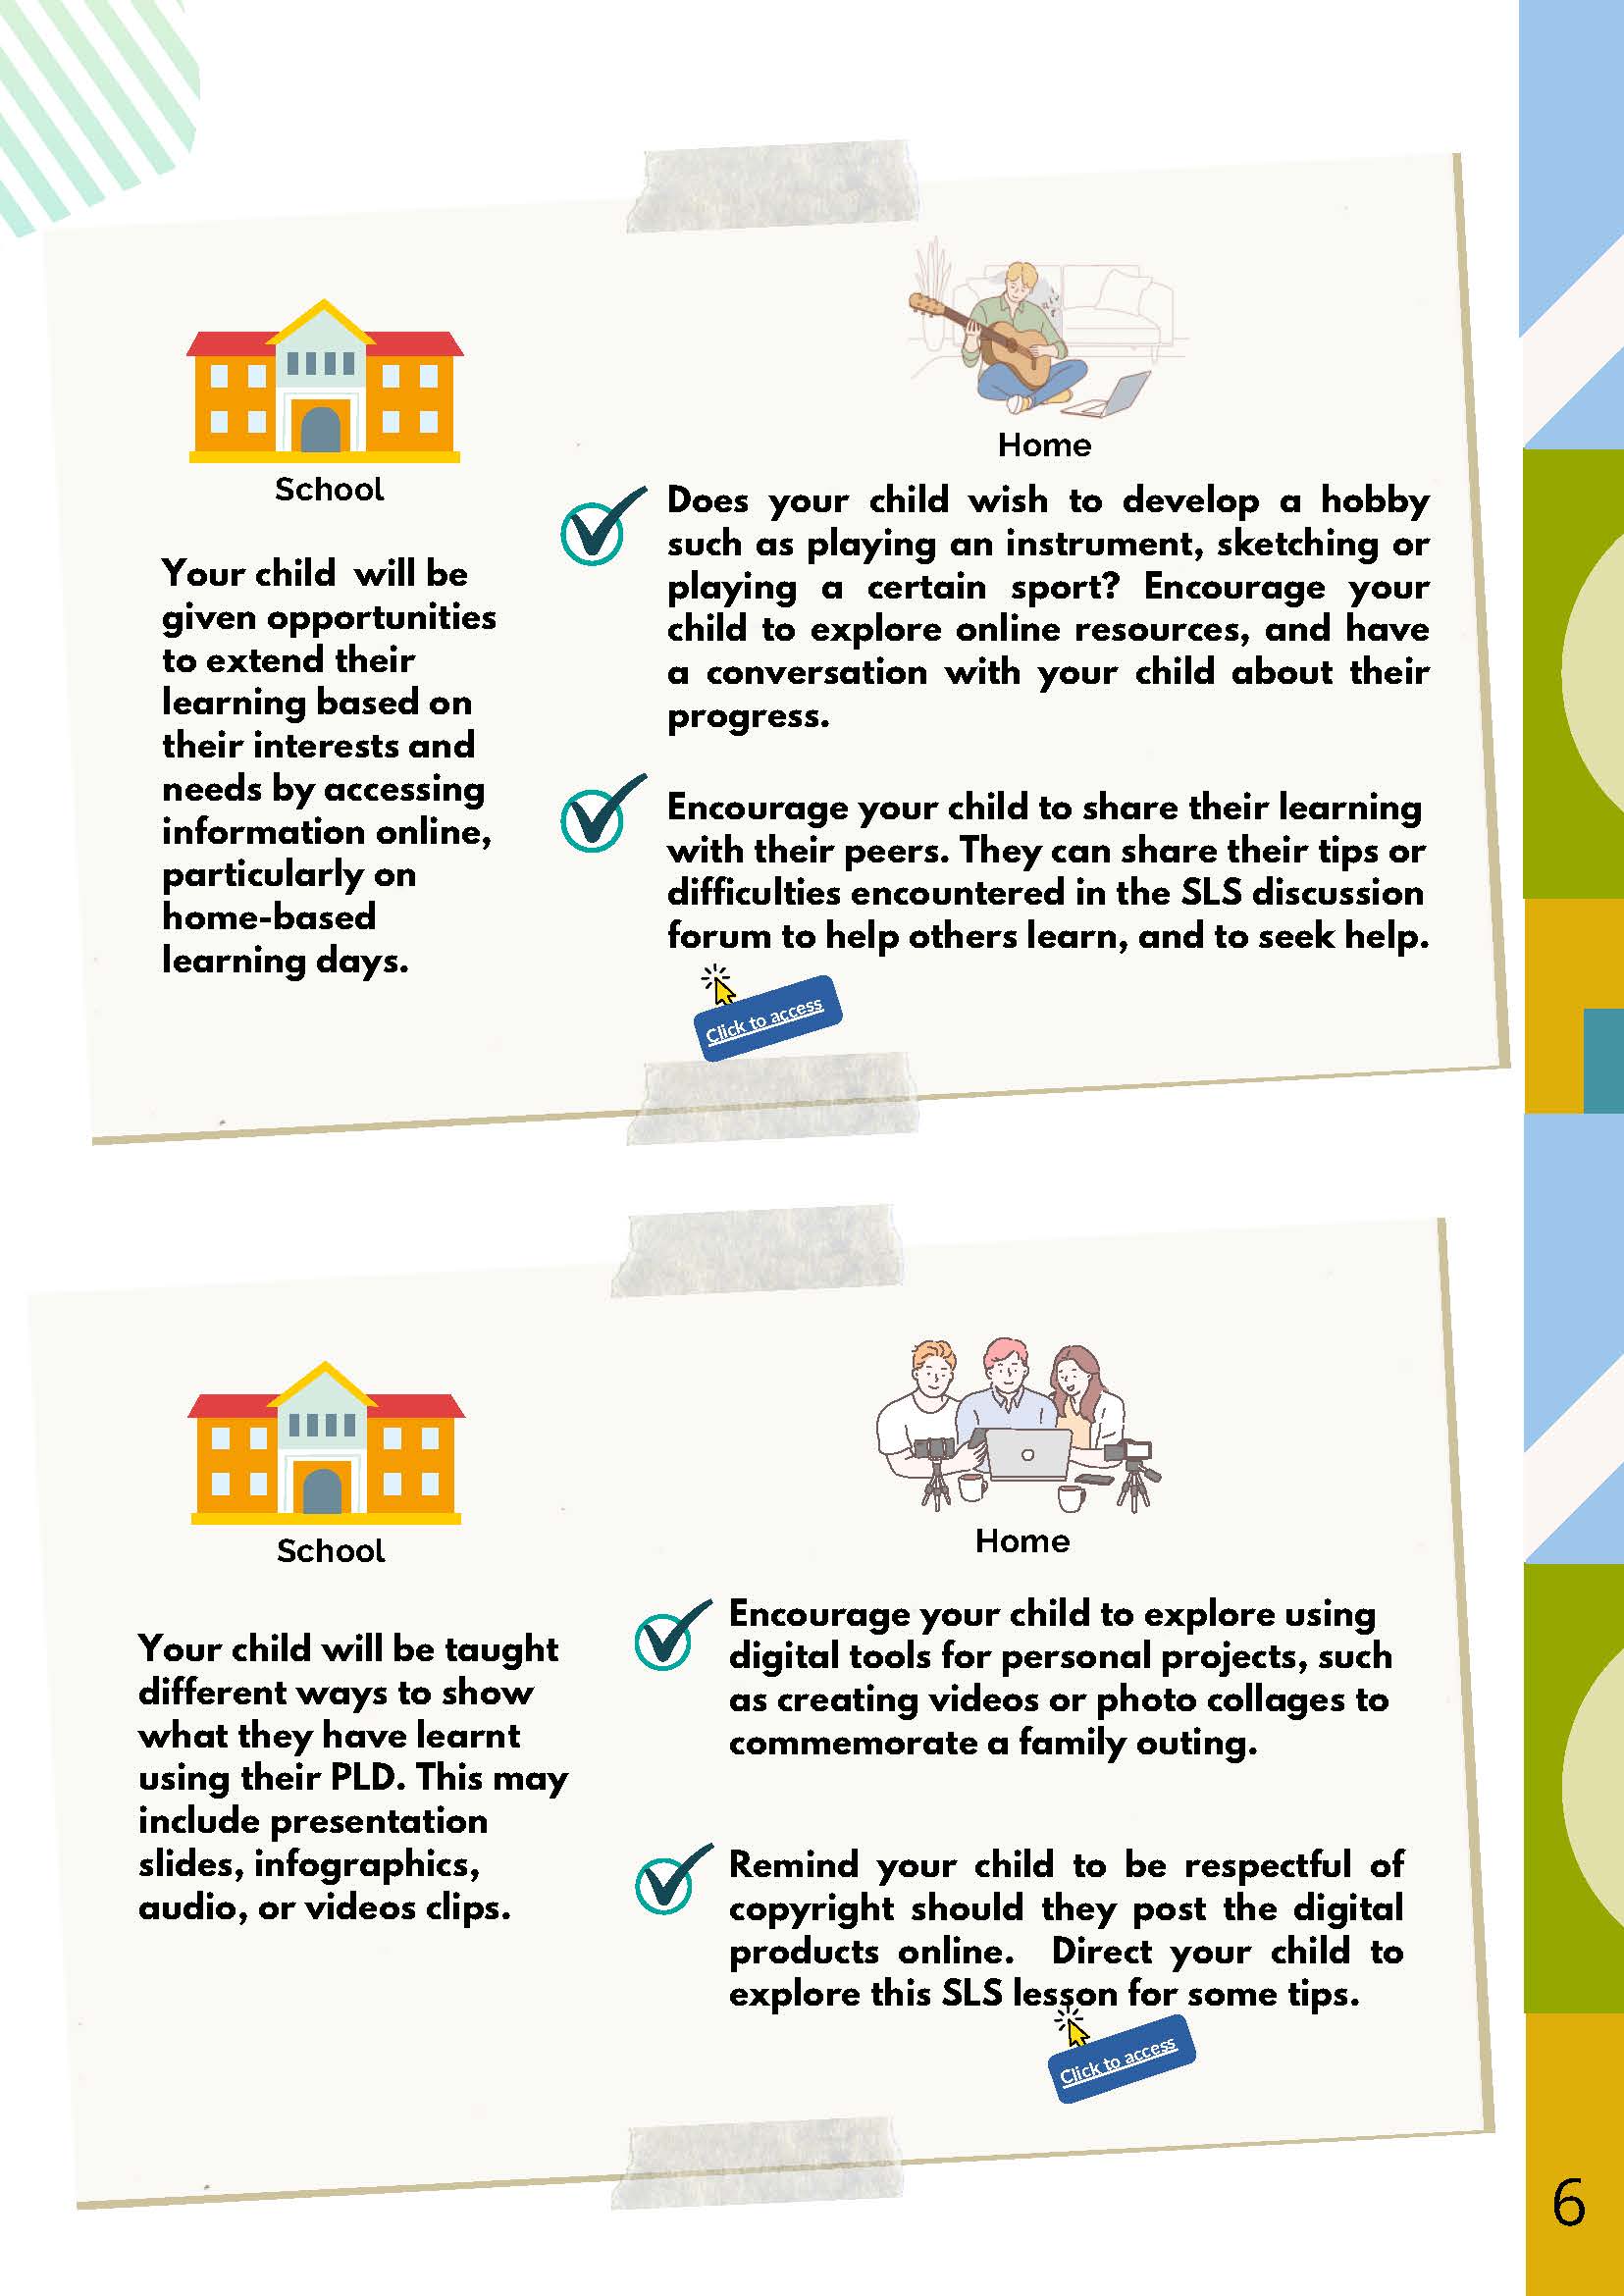 School
Your child will be
given opportunities
to extend their
learning based on
their interests and
needs by accessing
information online,
particularly on
home-based
learning days.
Home
Does your child wish to develop a hobby
such as playing an instrument, sketching or
playing a certain sport? Encourage your
child to explore online resources, and have
a conversation with your child about their
progress.
Encourage your child to share their learning
with their peers. They can share their tips or
difficulties encountered in the SLS discussion
forum to help others learn, and to seek help.
Click to access
School
Your child will be taught
different ways to show
what they have learnt
using their PLD. This may
include presentation
slides, infographics,
audio, or videos clips.
Home
Encourage your child to explore using
digital tools for personal projects, such
as creating videos or photo collages to
commemorate a family outing.
Remind your child to be respectful of
copyright should they post the digital
products online. Direct your child to
explore this SLS lesson for some tips.
Click to access
6